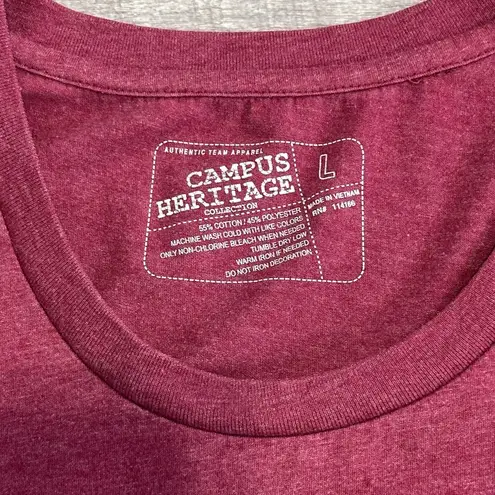 AUTHENTIC TEAM APPAREL
CAMPUS
HERITAGE
COLLECTION
55% COTTON / 45% POLYESTER
MACHINE WASH COLD WITH LIKE COLORS
ONLY NON-CHLORINE BLEACH WHEN NEEDED
TUMBLE DRY LOW
WARM IRON IF NEEDED
DO NOT IRON DECORATION
L
MADE IN VIETNAM
RN# 114186